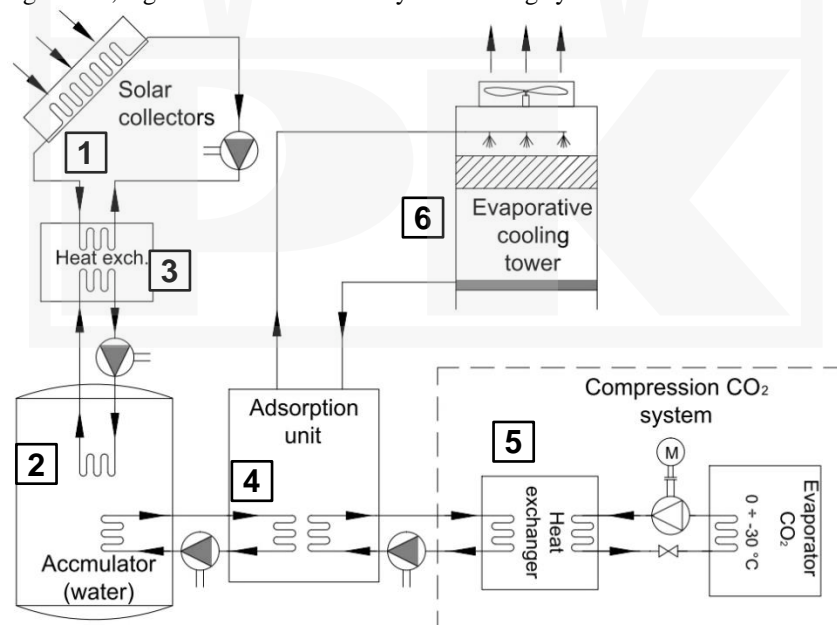 Solar
collectors
1
Heat exch.
3
6
Evaporative
cooling
tower
2
Accmulator
(water)
Adsorption
unit
4
Compression CO₂
system
5
M
Heat
exchanger
0 ÷ -30 °C
Evaporator
CO₂
PK